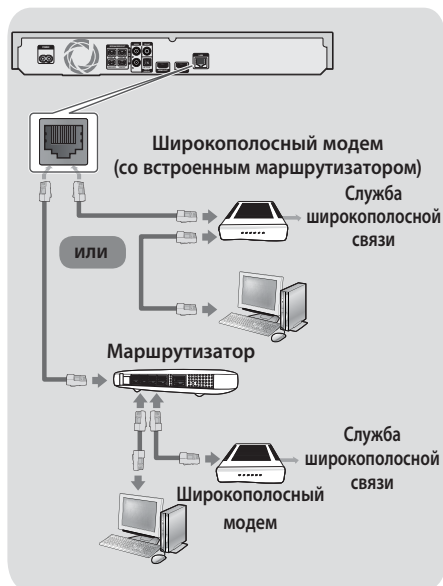 Широкополосный модем
(со встроенным маршрутизатором)
Служба
широкополосной
связи
или
Маршрутизатор
Служба
широкополосной
связи
Широкополосный
модем